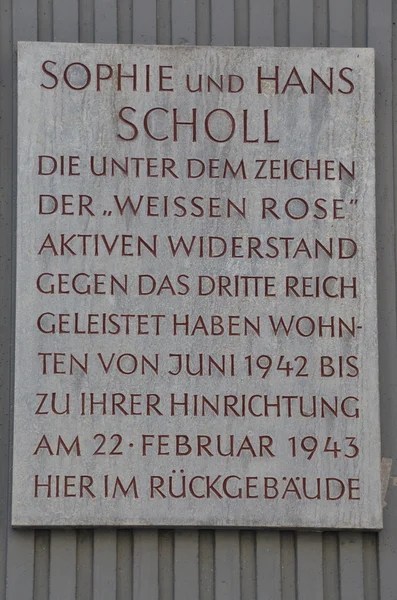 SOPHIE UND HANS
SCHOLL
DIE UNTER DEM ZEICHEN
DER „WEISSEN ROSE”
AKTIVEN WIDERSTAND
GEGEN DAS DRITTE REICH
GELEISTET HABEN WOHN-
TEN VON JUNI 1942 BIS
ZU IHRER HINRICHTUNG
AM 22· FEBRUAR 1943
HIER IM RÜCKGEBÄUDE